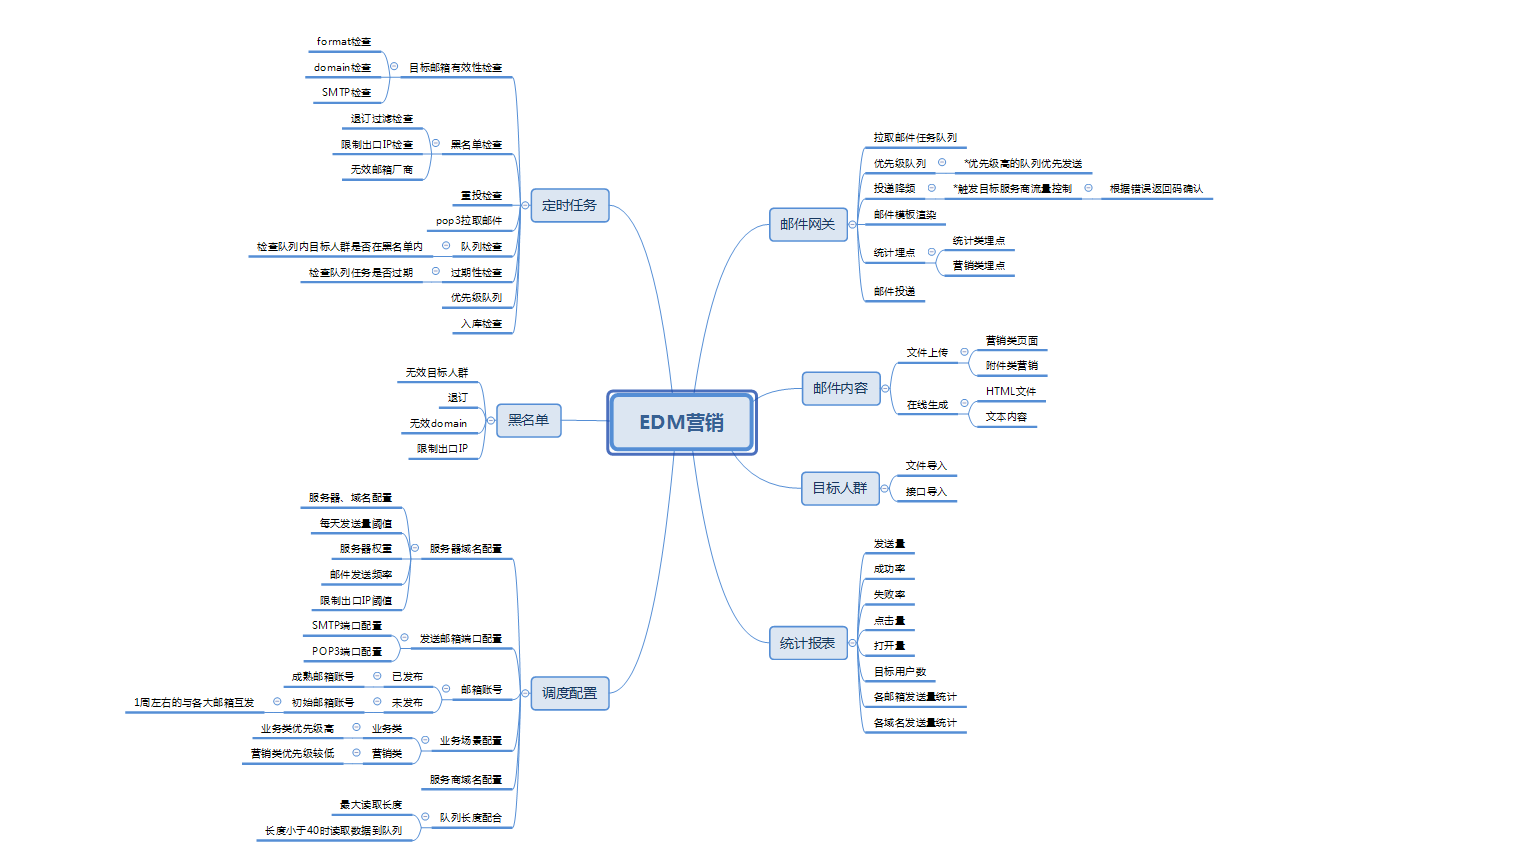 EDM营销
定时任务
目标邮箱有效性检查
format检查
domain检查
SMTP检查
黑名单检查
退订过滤检查
限制出口IP检查
无效邮箱厂商
重投检查
pop3拉取邮件
队列检查
检查队列内目标人群是否在黑名单内
过期性检查
检查队列任务是否过期
优先级队列
入库检查
黑名单
无效目标人群
退订
无效domain
限制出口IP
调度配置
服务器域名配置
服务器、域名配置
每天发送量阈值
服务器权重
邮件发送频率
限制出口IP阈值
发送邮箱端口配置
SMTP端口配置
POP3端口配置
邮箱账号
已发布
成熟邮箱账号
未发布
初始邮箱账号
1周左右的与各大邮箱互发
业务场景配置
业务类
业务类优先级高
营销类
营销类优先级较低
服务商域名配置
队列长度配合
最大读取长度
长度小于40时读取数据到队列
邮件网关
拉取邮件任务队列
优先级队列
*优先级高的队列优先发送
投递降频
*触发目标服务商流量控制
根据错误返回码确认
邮件模板渲染
统计埋点
统计类埋点
营销类埋点
邮件投递
邮件内容
文件上传
营销类页面
附件类营销
在线生成
HTML文件
文本内容
目标人群
文件导入
接口导入
统计报表
发送量
成功率
失败率
点击量
打开量
目标用户数
各邮箱发送量统计
各域名发送量统计